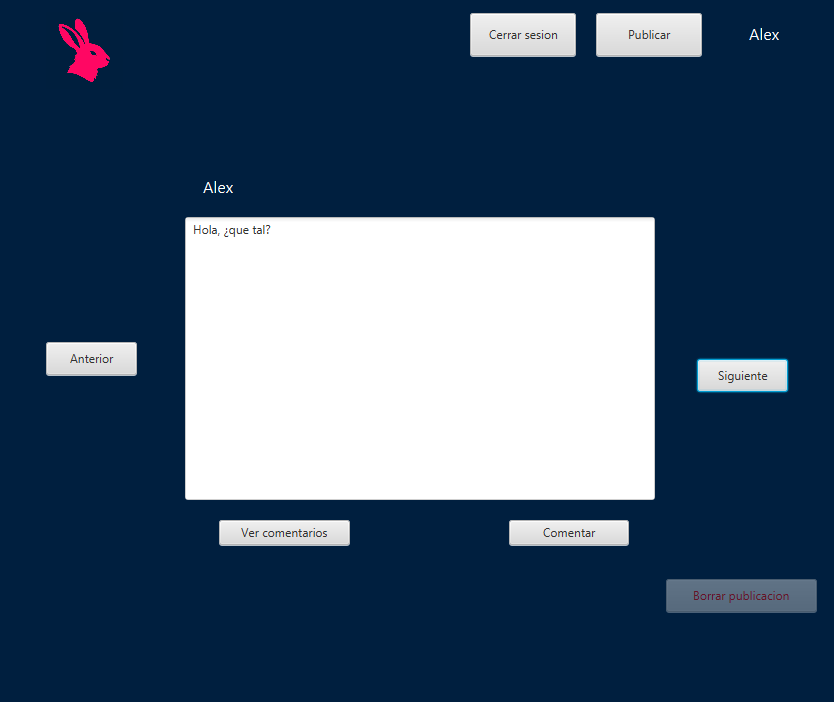 Cerrar sesion
Publicar
Alex
Alex
Hola, ¿que tal?
Anterior
Siguiente
Ver comentarios
Comentar
Borrar publicacion